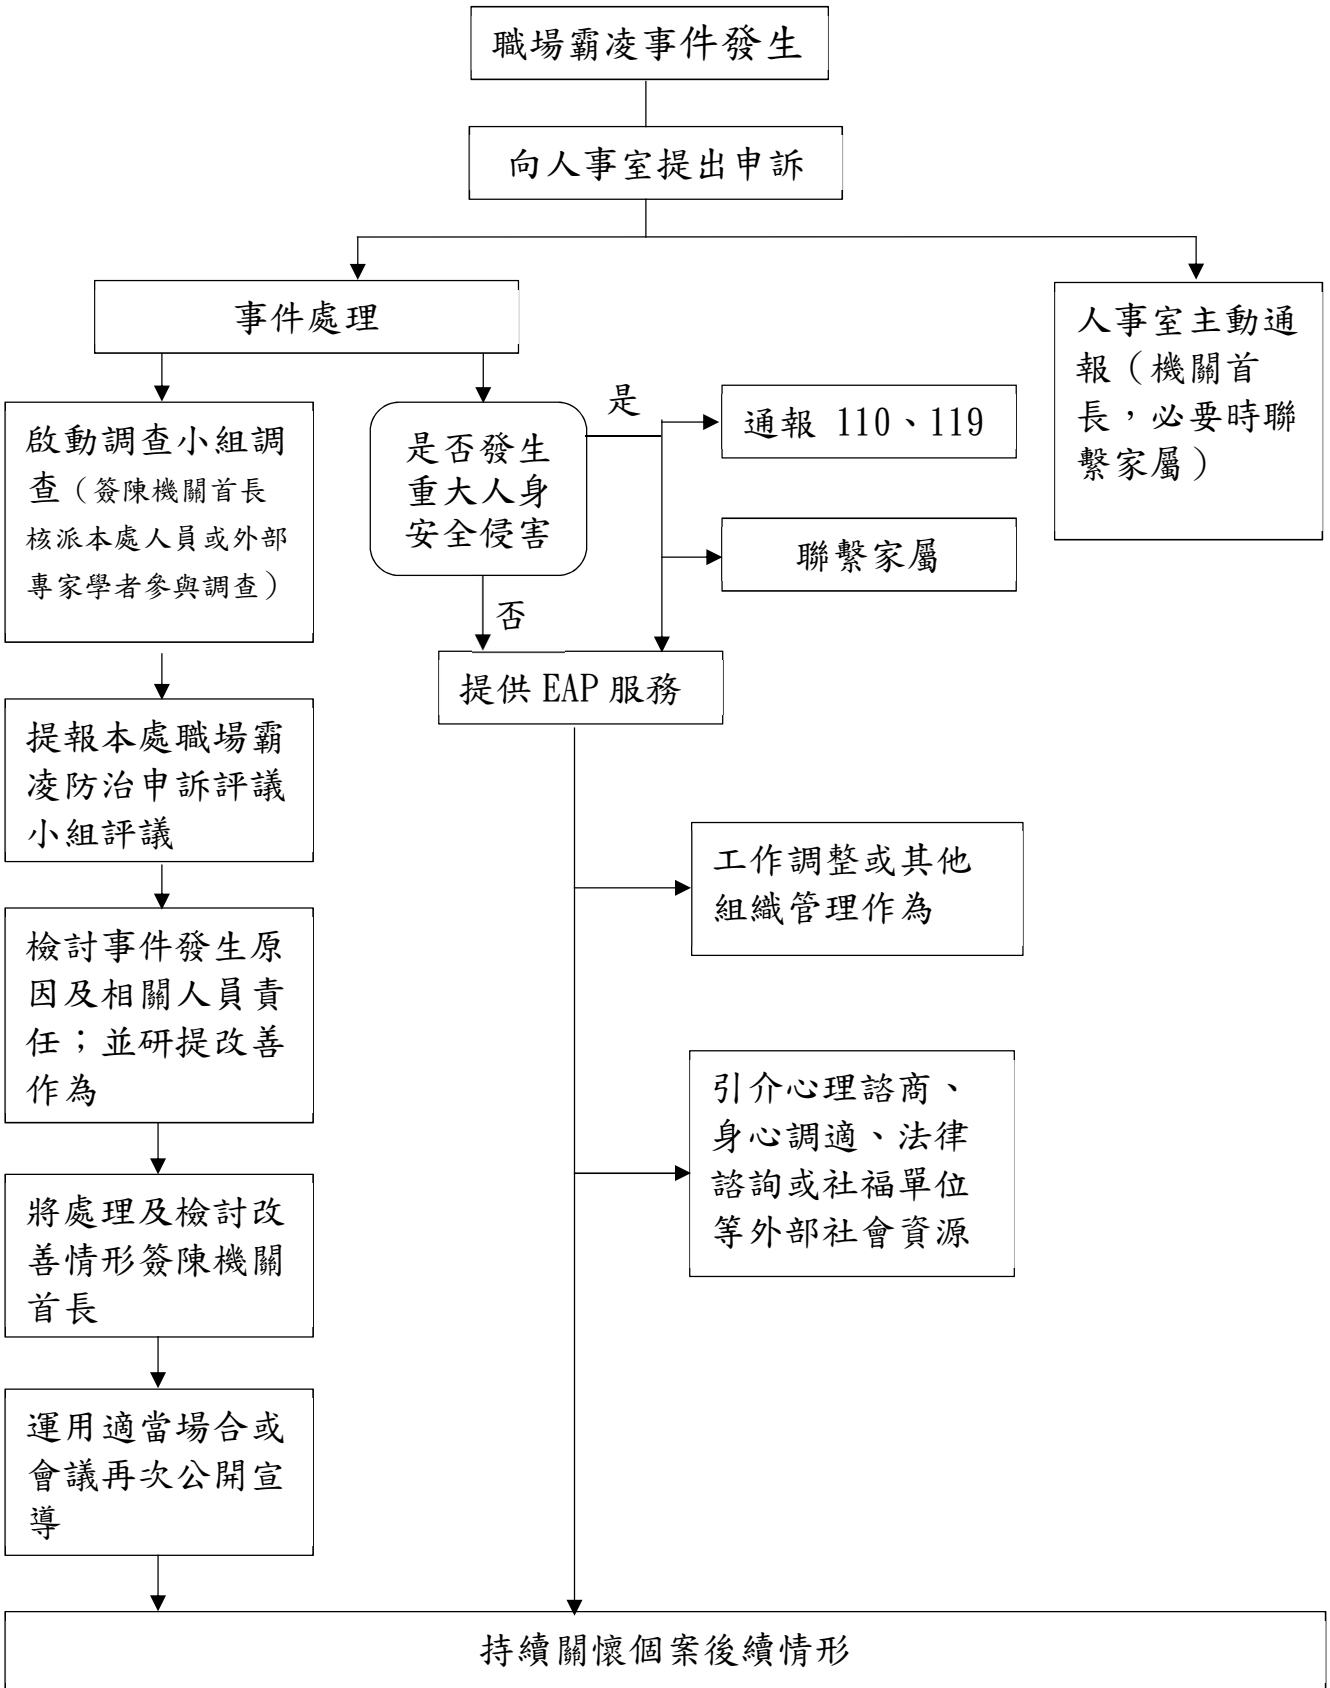 職場霸凌事件發生
向人事室提出申訴
事件處理
人事室主動通
報（機關首
長，必要時聯
繫家屬）
啟動調查小組調
查（簽陳機關首長
核派本處人員或外部
專家學者參與調查）
是否發生
重大人身
安全侵害
是
通報 110、119
聯繫家屬
否
提供 EAP 服務
提報本處職場霸
凌防治申訴評議
小組評議
工作調整或其他
組織管理作為
檢討事件發生原
因及相關人員責
任；並研提改善
作為
引介心理諮商、
身心調適、法律
諮詢或社福單位
等外部社會資源
將處理及檢討改
善情形簽陳機關
首長
運用適當場合或
會議再次公開宣
導
持續關懷個案後續情形